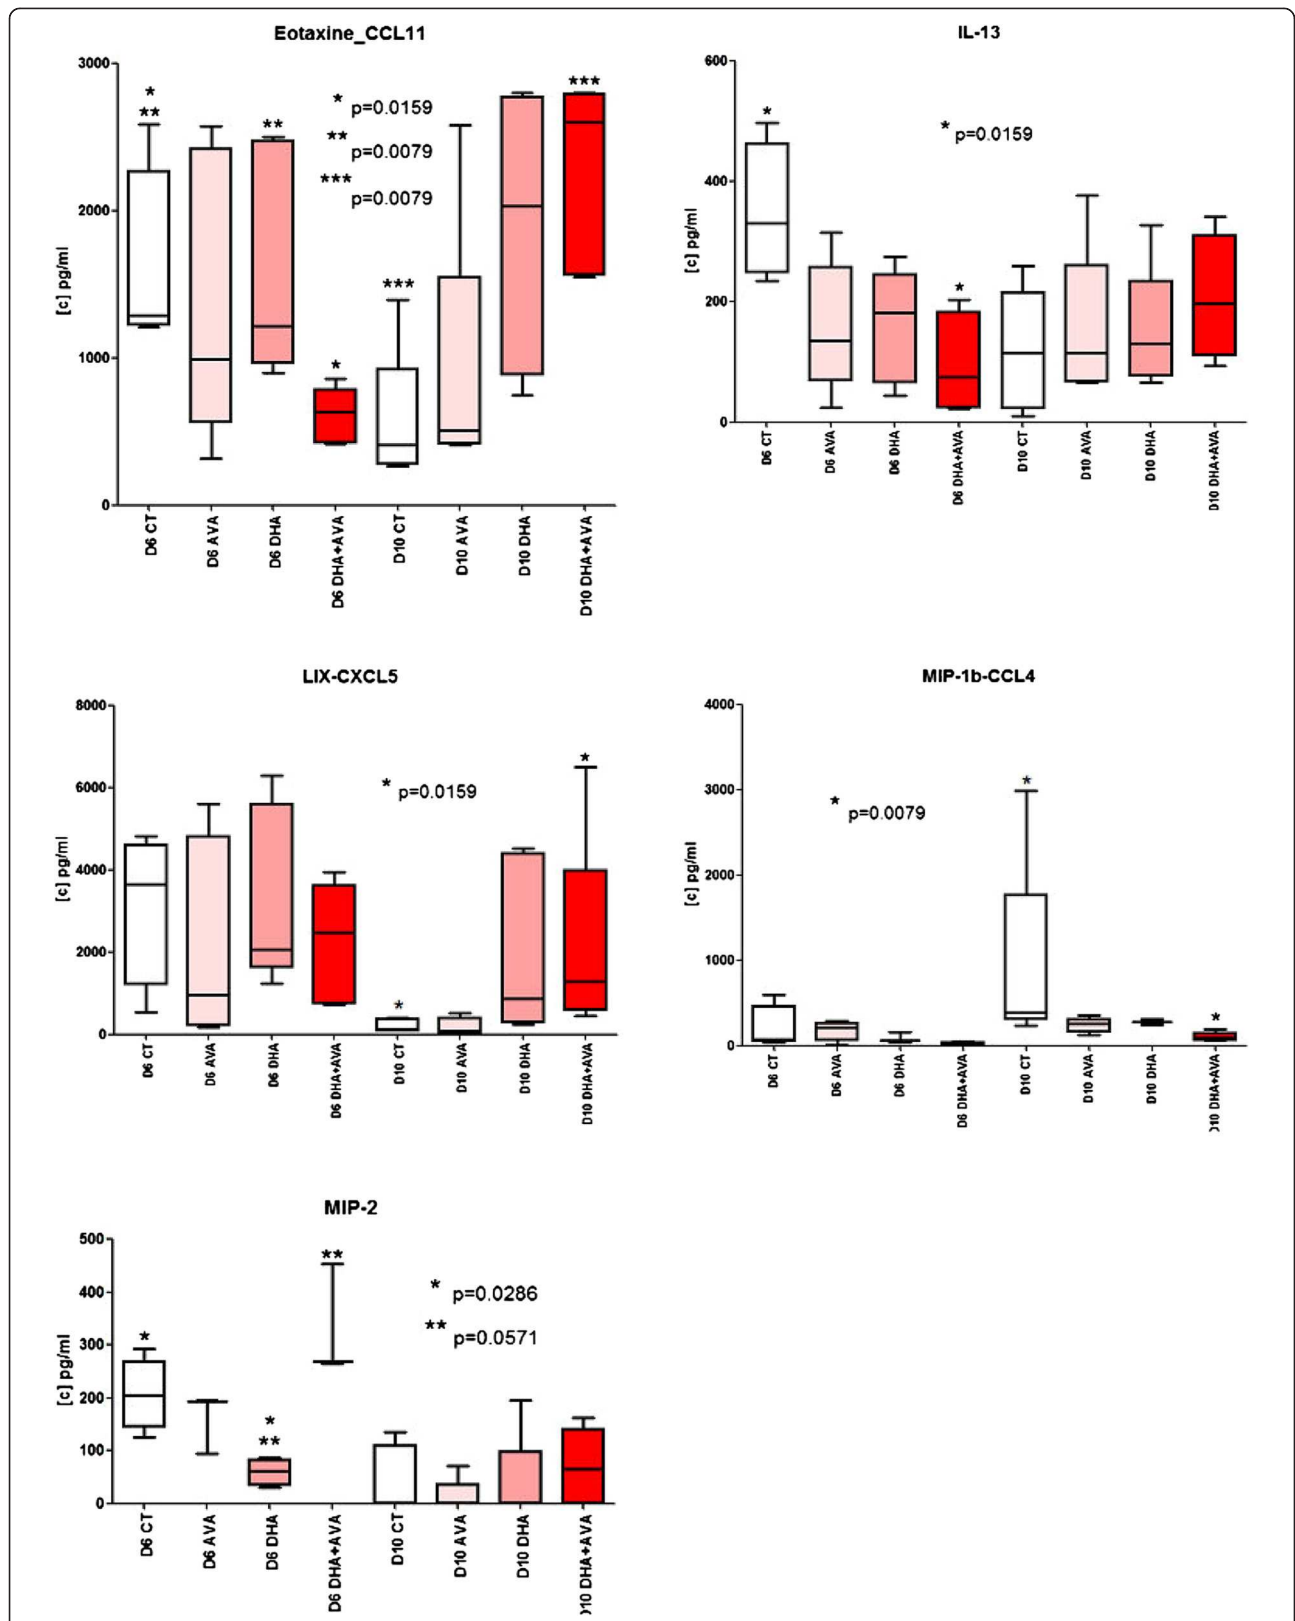 Eotaxine_CCL11
3000
2000
1000
0
[c] pg/ml
*
**
**
*
***
***
* p=0.0159
** p=0.0079
*** p=0.0079
D6 CT
D6 AVA
D6 DHA
D6 DHA+AVA
D10 CT
D10 AVA
D10 DHA
D10 DHA+AVA
IL-13
600
400
200
0
[c] pg/ml
*
*
* p=0.0159
D6 CT
D6 AVA
D6 DHA
D6 DHA+AVA
D10 CT
D10 AVA
D10 DHA
D10 DHA+AVA
LIX-CXCL5
8000
6000
4000
2000
0
[c] pg/ml
*
*
* p=0.0159
D6 CT
D6 AVA
D6 DHA
D6 DHA+AVA
D10 CT
D10 AVA
D10 DHA
D10 DHA+AVA
MIP-1b-CCL4
4000
3000
2000
1000
0
[c] pg/ml
*
*
* p=0.0079
D6 CT
D6 AVA
D6 DHA
D6 DHA+AVA
D10 CT
D10 AVA
D10 DHA
D10 DHA+AVA
MIP-2
500
400
300
200
100
0
[c] pg/ml
*
*
**
**
* p=0.0286
** p=0.0571
D6 CT
D6 AVA
D6 DHA
D6 DHA+AVA
D10 CT
D10 AVA
D10 DHA
D10 DHA+AVA